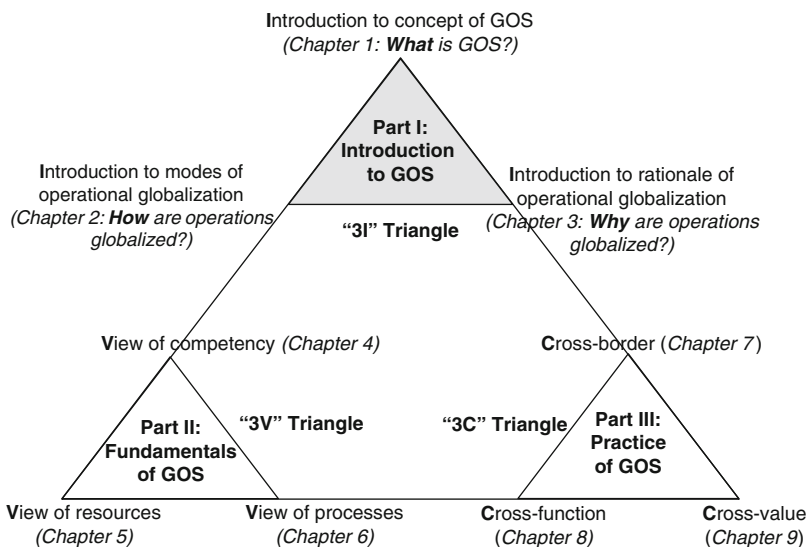 Introduction to concept of GOS
(Chapter 1: What is GOS?)
Part I:
Introduction
to GOS
Introduction to modes of
operational globalization
(Chapter 2: How are operations
globalized?)
Introduction to rationale of
operational globalization
(Chapter 3: Why are operations
globalized?)
“3I” Triangle
View of competency (Chapter 4)
Cross-border (Chapter 7)
Part II:
Fundamentals
of GOS
“3V” Triangle
“3C” Triangle
Part III:
Practice
of GOS
View of resources
(Chapter 5)
View of processes
(Chapter 6)
Cross-function
(Chapter 8)
Cross-value
(Chapter 9)